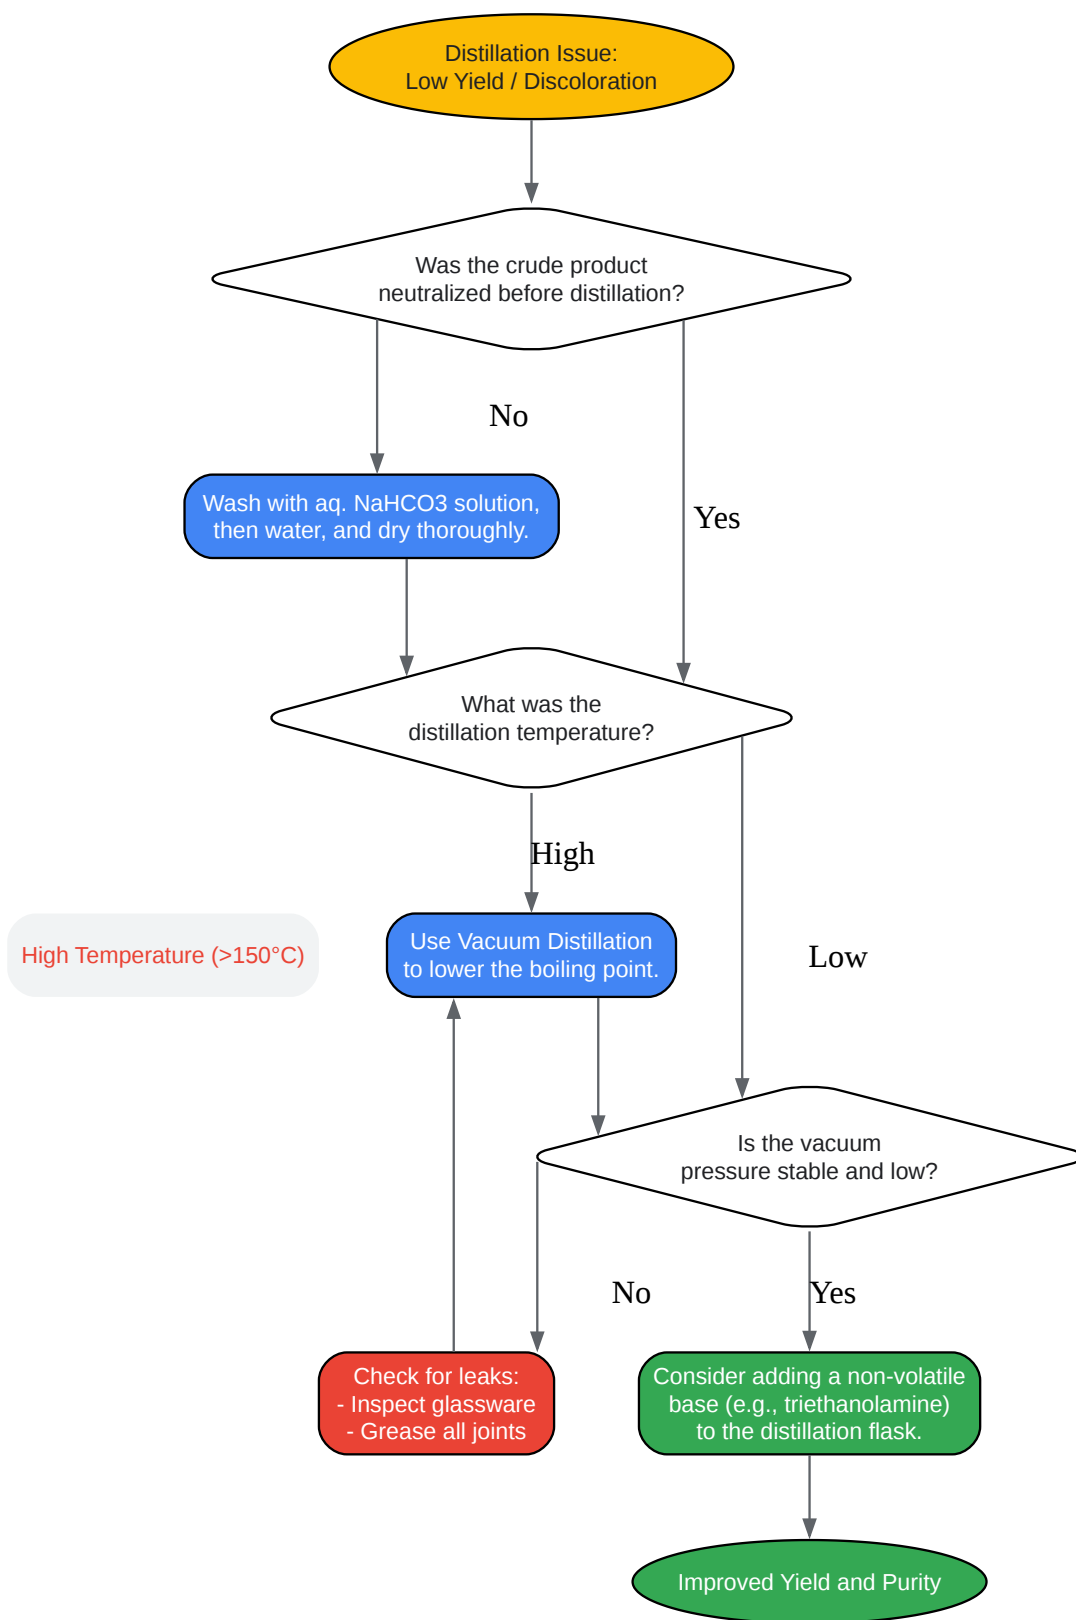 Distillation Issue:
Low Yield / Discoloration
Was the crude product
neutralized before distillation?
No
Wash with aq. NaHCO3 solution,
then water, and dry thoroughly.
Yes
What was the
distillation temperature?
High
High Temperature (>150°C)
Use Vacuum Distillation
to lower the boiling point.
Low
Is the vacuum
pressure stable and low?
No
Yes
Check for leaks:
- Inspect glassware
- Grease all joints
Consider adding a non-volatile
base (e.g., triethanolamine)
to the distillation flask.
Improved Yield and Purity